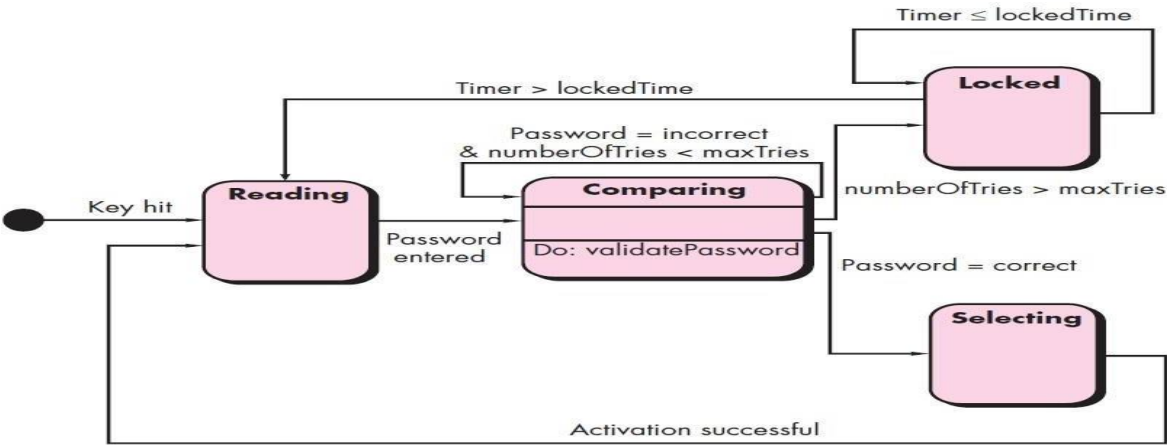 Timer ≤ lockedTime
Locked
Timer > lockedTime
Password = incorrect
& numberOfTries < maxTries
Comparing
numberOfTries > maxTries
Reading
Key hit
Password
entered
Do: validatePassword
Password = correct
Selecting
Activation successful